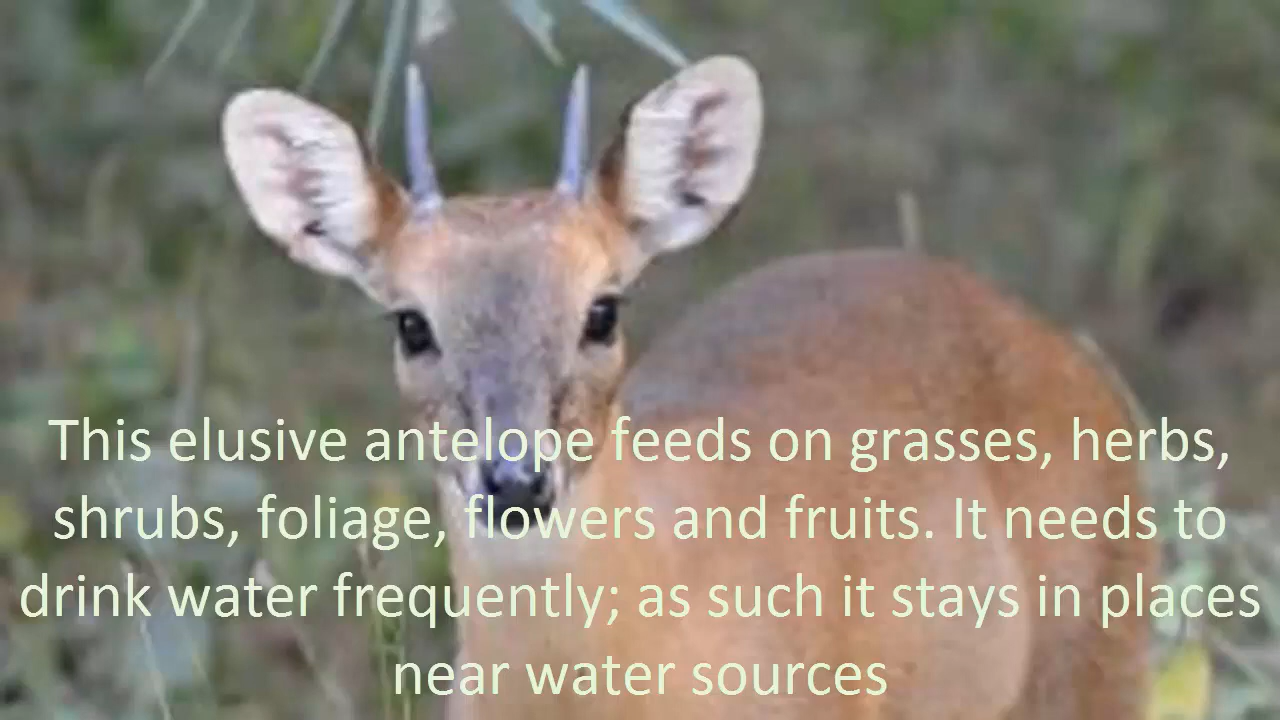 This elusive antelope feeds on grasses, herbs,
shrubs, foliage, flowers and fruits. It needs to
drink water frequently; as such it stays in places
near water sources